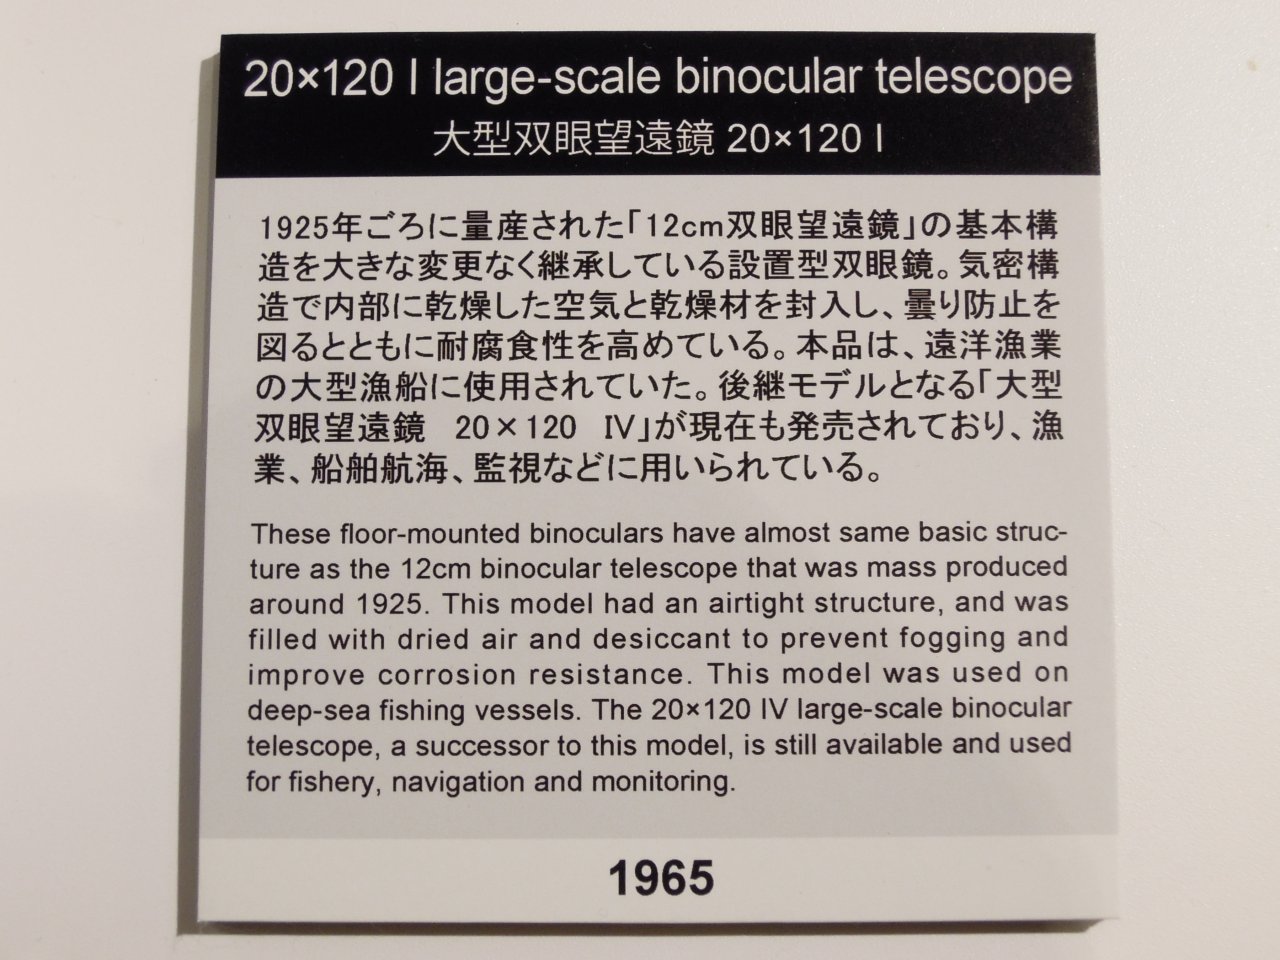 20×120 I large-scale binocular telescope
大型双眼望遠鏡 20×120 I
1925年ごろに量産された「12cm双眼望遠鏡」の基本構
造を大きな変更なく継承している設置型双眼鏡。気密構
造で内部に乾燥した空気と乾燥材を封入し、曇り防止を
図るとともに耐腐食性を高めている。本品は、遠洋漁業
の大型漁船に使用されていた。後継モデルとなる「大型
双眼望遠鏡　20×120　IV」が現在も発売されており、漁
業、船舶航海、監視などに用いられている。
These floor-mounted binoculars have almost same basic struc-
ture as the 12cm binocular telescope that was mass produced
around 1925. This model had an airtight structure, and was
filled with dried air and desiccant to prevent fogging and
improve corrosion resistance. This model was used on
deep-sea fishing vessels. The 20×120 IV large-scale binocular
telescope, a successor to this model, is still available and used
for fishery, navigation and monitoring.
1965